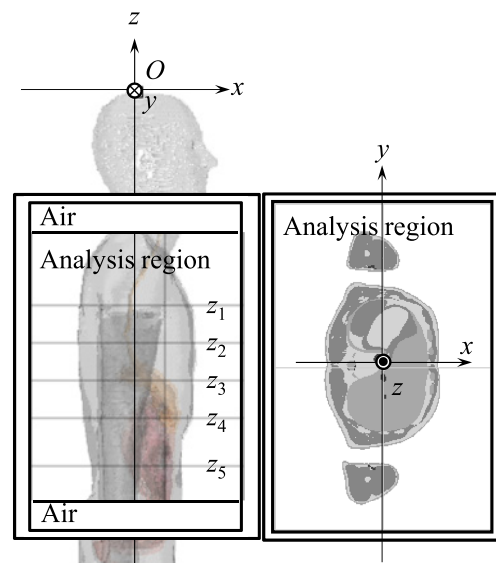 z
O
x
y
Air
Analysis region
z1
z2
z3
z4
z5
Air
y
Analysis region
x
z